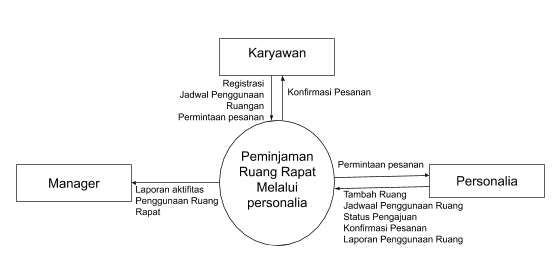 Karyawan
Registrasi
Jadwal Penggunaan
Ruangan
Permintaan pesanan
Konfirmasi Pesanan
Peminjaman
Ruang Rapat
Melalui
personalia
Manager
Laporan aktifitas
Penggunaan Ruang
Rapat
Permintaan pesanan
Personalia
Tambah Ruang
Jadwaal Penggunaan Ruang
Status Pengajuan
Konfirmasi Pesanan
Laporan Penggunaan Ruang